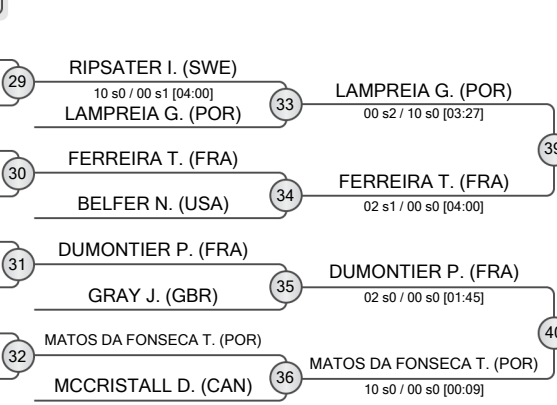 29
RIPSATER I. (SWE)
10 s0 / 00 s1 [04:00]
LAMPREIA G. (POR)
33
LAMPREIA G. (POR)
00 s2 / 10 s0 [03:27]
30
FERREIRA T. (FRA)
BELFER N. (USA)
34
FERREIRA T. (FRA)
02 s1 / 00 s0 [04:00]
39
31
DUMONTIER P. (FRA)
GRAY J. (GBR)
35
DUMONTIER P. (FRA)
02 s0 / 00 s0 [01:45]
32
MATOS DA FONSECA T. (POR)
MCCRISTALL D. (CAN)
36
MATOS DA FONSECA T. (POR)
10 s0 / 00 s0 [00:09]
40